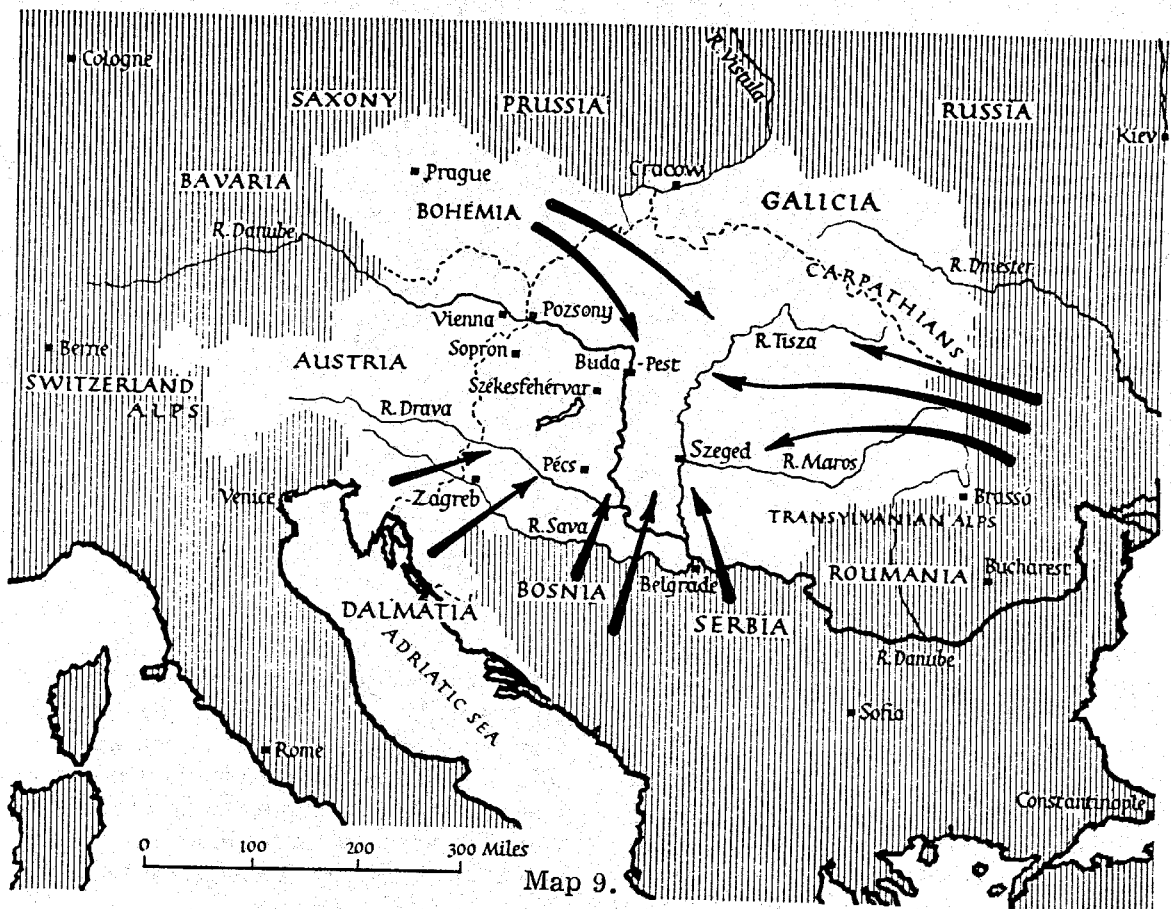 Cologne
R. Vistula
SAXONY
PRUSSIA
RUSSIA
Kiev
Prague
Cracow
BAVARIA
BOHEMIA
GALICIA
R. Danube
R. Dniester
CARPATHIANS
Vienna
Pozsony
R. Tisza
Berne
AUSTRIA
Sopron
Buda
-Pest
SWITZERLAND
ALPS
Székesfehérvar
R. Drava
Szeged
Pécs
R. Maros
Venice
Zagreb
Brassó
R. Sava
TRANSYLVANIAN ALPS
BOSNIA
Belgrade
ROUMANIA
Bucharest
DALMATIA
SERBIA
ADRIATIC SEA
R. Danube
Sofia
Rome
Constantinople
0 100 200 300 Miles
Map 9.